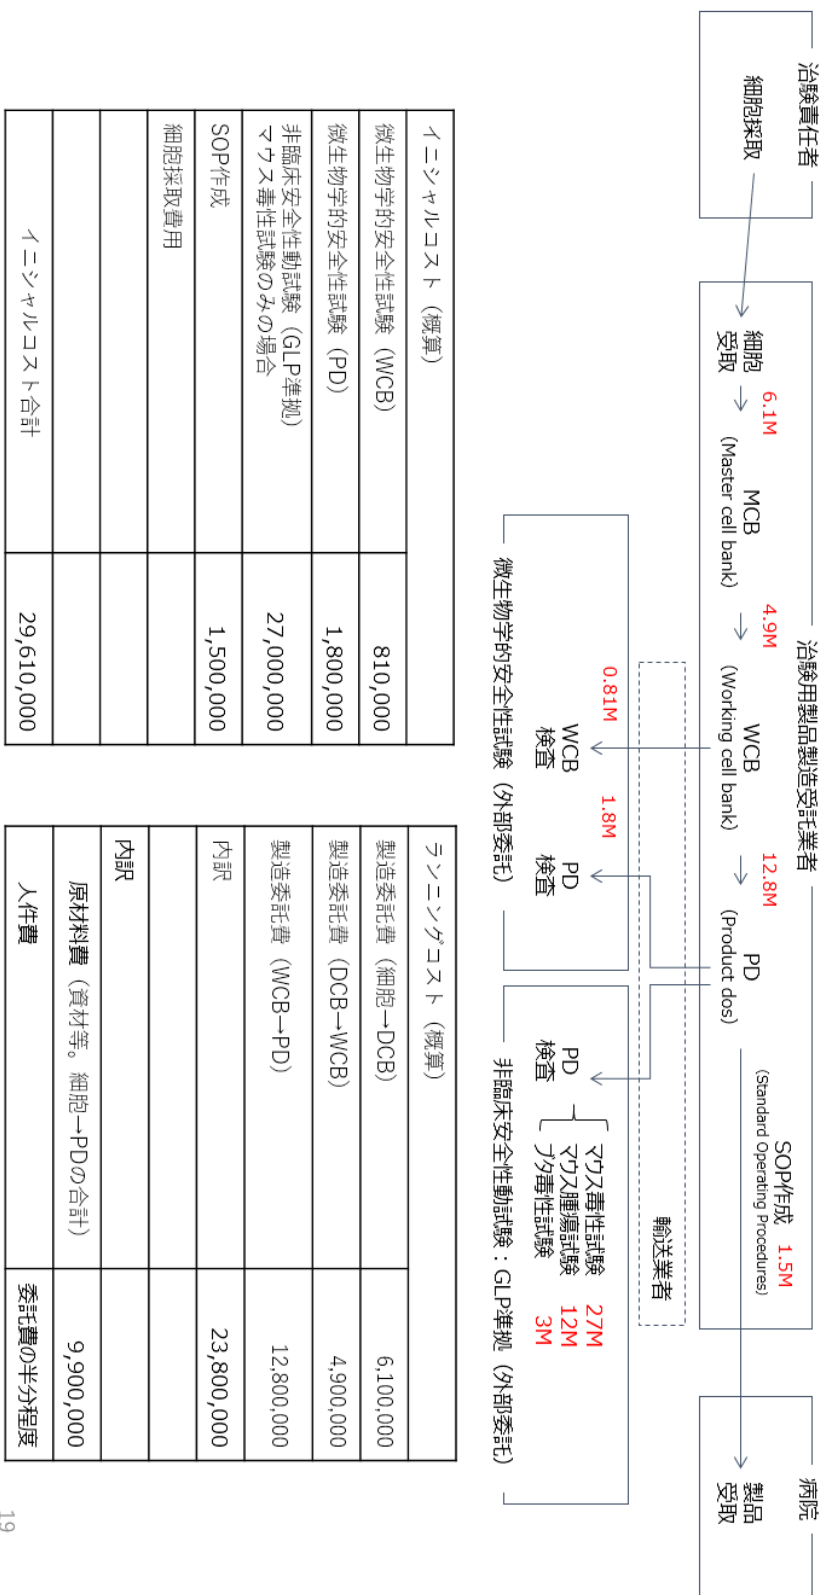 治験責任者
細胞採取
治験用製品製造受託業者
細胞
受取
6.1M
MCB
(Master cell bank)
4.9M
WCB
(Working cell bank)
12.8M
PD
(Product dos)
SOP作成 1.5M
(Standard Operating Procedures)
病院
製品
受取
輸送業者
0.81M
WCB
検査
1.8M
PD
検査
微生物学的安全性試験（外部委託）
PD
検査
マウス毒性試験 27M
マウス腫瘍試験 12M
ブタ毒性試験 3M
非臨床安全性動試験：GLP準拠（外部委託）
イニシャルコスト（概算）
微生物学的安全性試験（WCB） 810,000
微生物学的安全性試験（PD） 1,800,000
非臨床安全性動試験（GLP準拠）
マウス毒性試験のみの場合 27,000,000
SOP作成 1,500,000
細胞採取費用
イニシャルコスト合計 29,610,000
ランニングコスト（概算）
製造委託費（細胞→DCB） 6,100,000
製造委託費（DCB→WCB） 4,900,000
製造委託費（WCB→PD） 12,800,000
内訳 23,800,000
内訳
原材料費（資材等。細胞→PDの合計） 9,900,000
人件費 委託費の半分程度
19